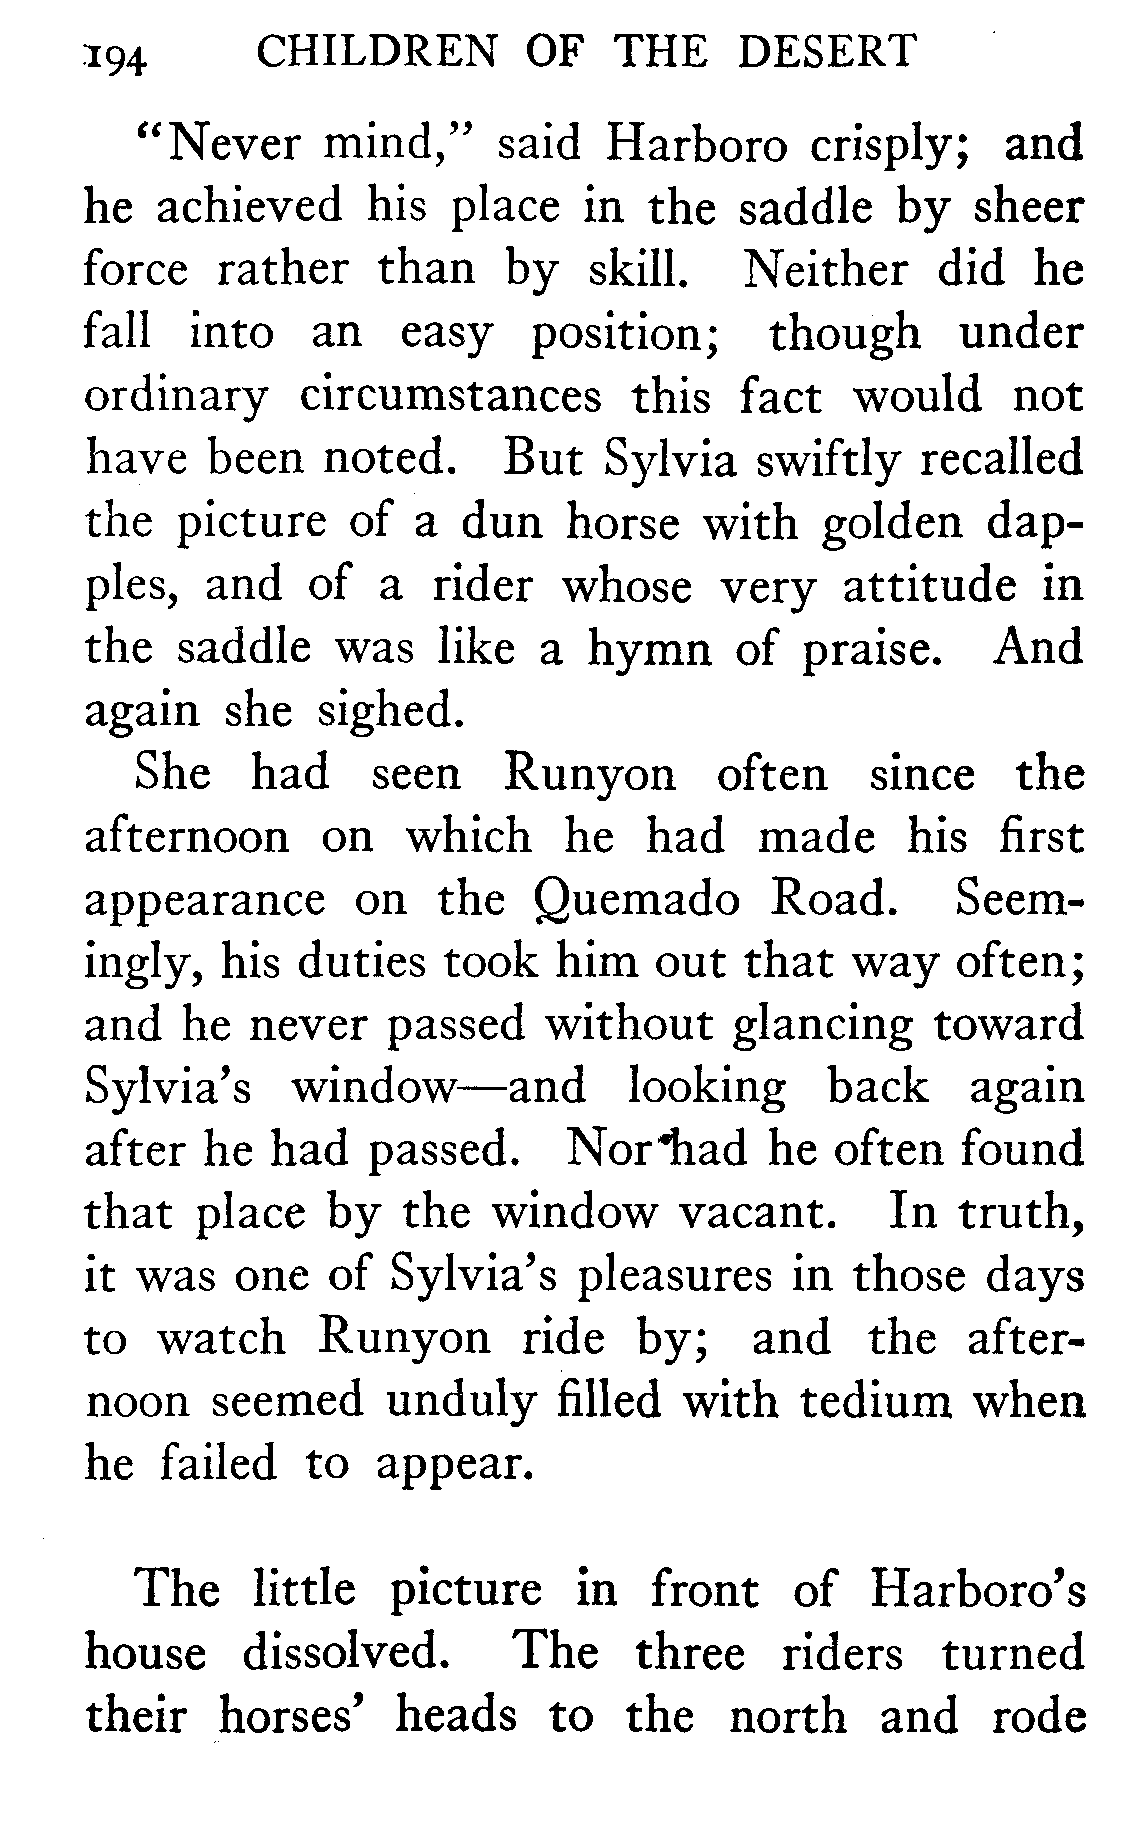 194 CHILDREN OF THE DESERT
"Never mind," said Harboro crisply; and
he achieved his place in the saddle by sheer
force rather than by skill. Neither did he
fall into an easy position; though under
ordinary circumstances this fact would not
have been noted. But Sylvia swiftly recalled
the picture of a dun horse with golden dap-
ples, and of a rider whose very attitude in
the saddle was like a hymn of praise. And
again she sighed.
She had seen Runyon often since the
afternoon on which he had made his first
appearance on the Quemado Road. Seem-
ingly, his duties took him out that way often;
and he never passed without glancing toward
Sylvia's window—and looking back again
after he had passed. Nor had he often found
that place by the window vacant. In truth,
it was one of Sylvia's pleasures in those days
to watch Runyon ride by; and the after-
noon seemed unduly filled with tedium when
he failed to appear.
The little picture in front of Harboro's
house dissolved. The three riders turned
their horses' heads to the north and rode